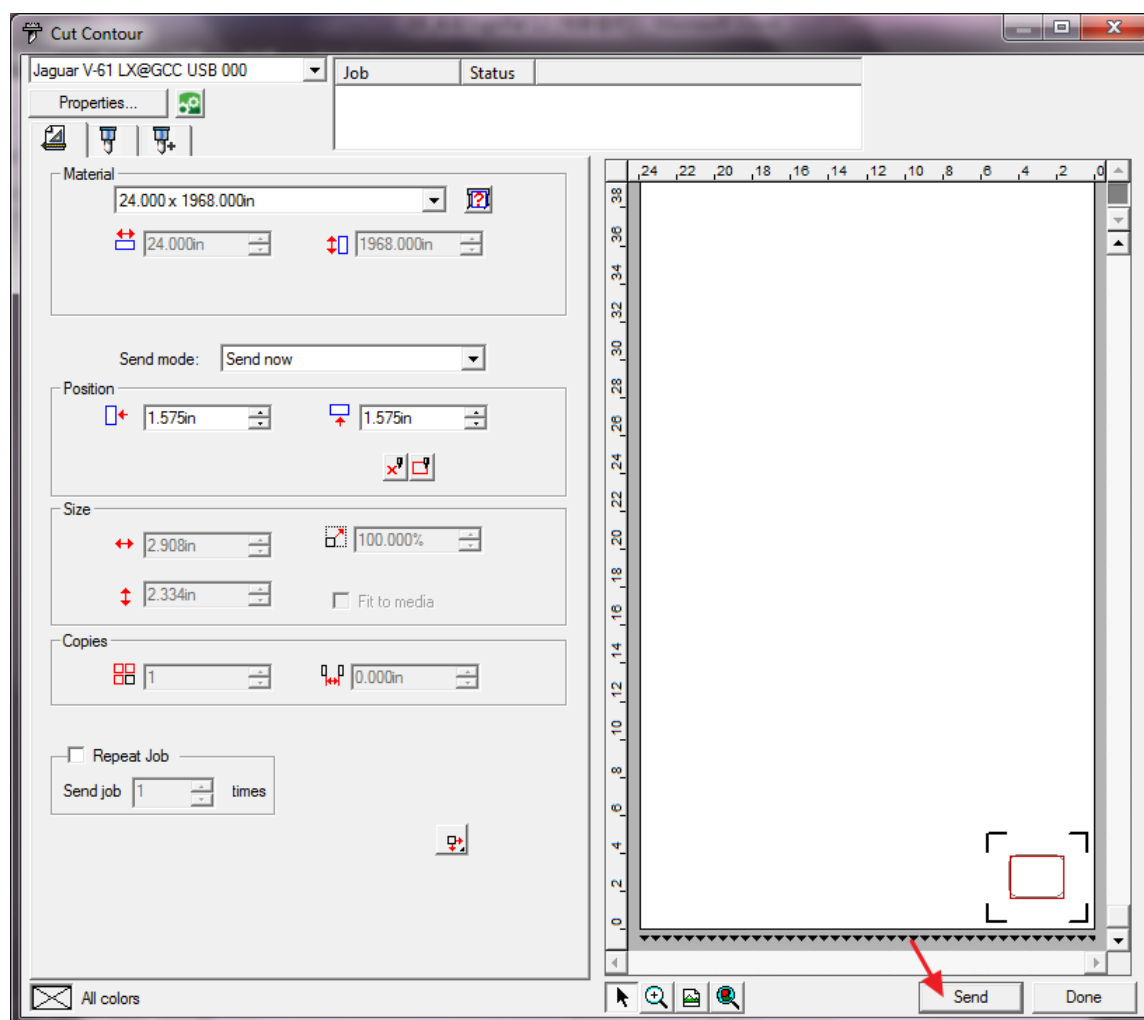 Cut Contour
Jaguar V-61 LX@GCC USB 000
Job Status
Properties...
Material
24.000 x 1968.000in
24.000in 1968.000in
Send mode: Send now
Position
1.575in 1.575in
Size
2.908in 100.000%
2.334in Fit to media
Copies
1 0.000in
Repeat Job
Send job 1 times
All colors
24 22 20 18 16 14 12 10 8 6 4 2 0
38
36
34
32
30
28
26
24
22
20
18
16
14
12
10
8
6
4
2
0
Send Done